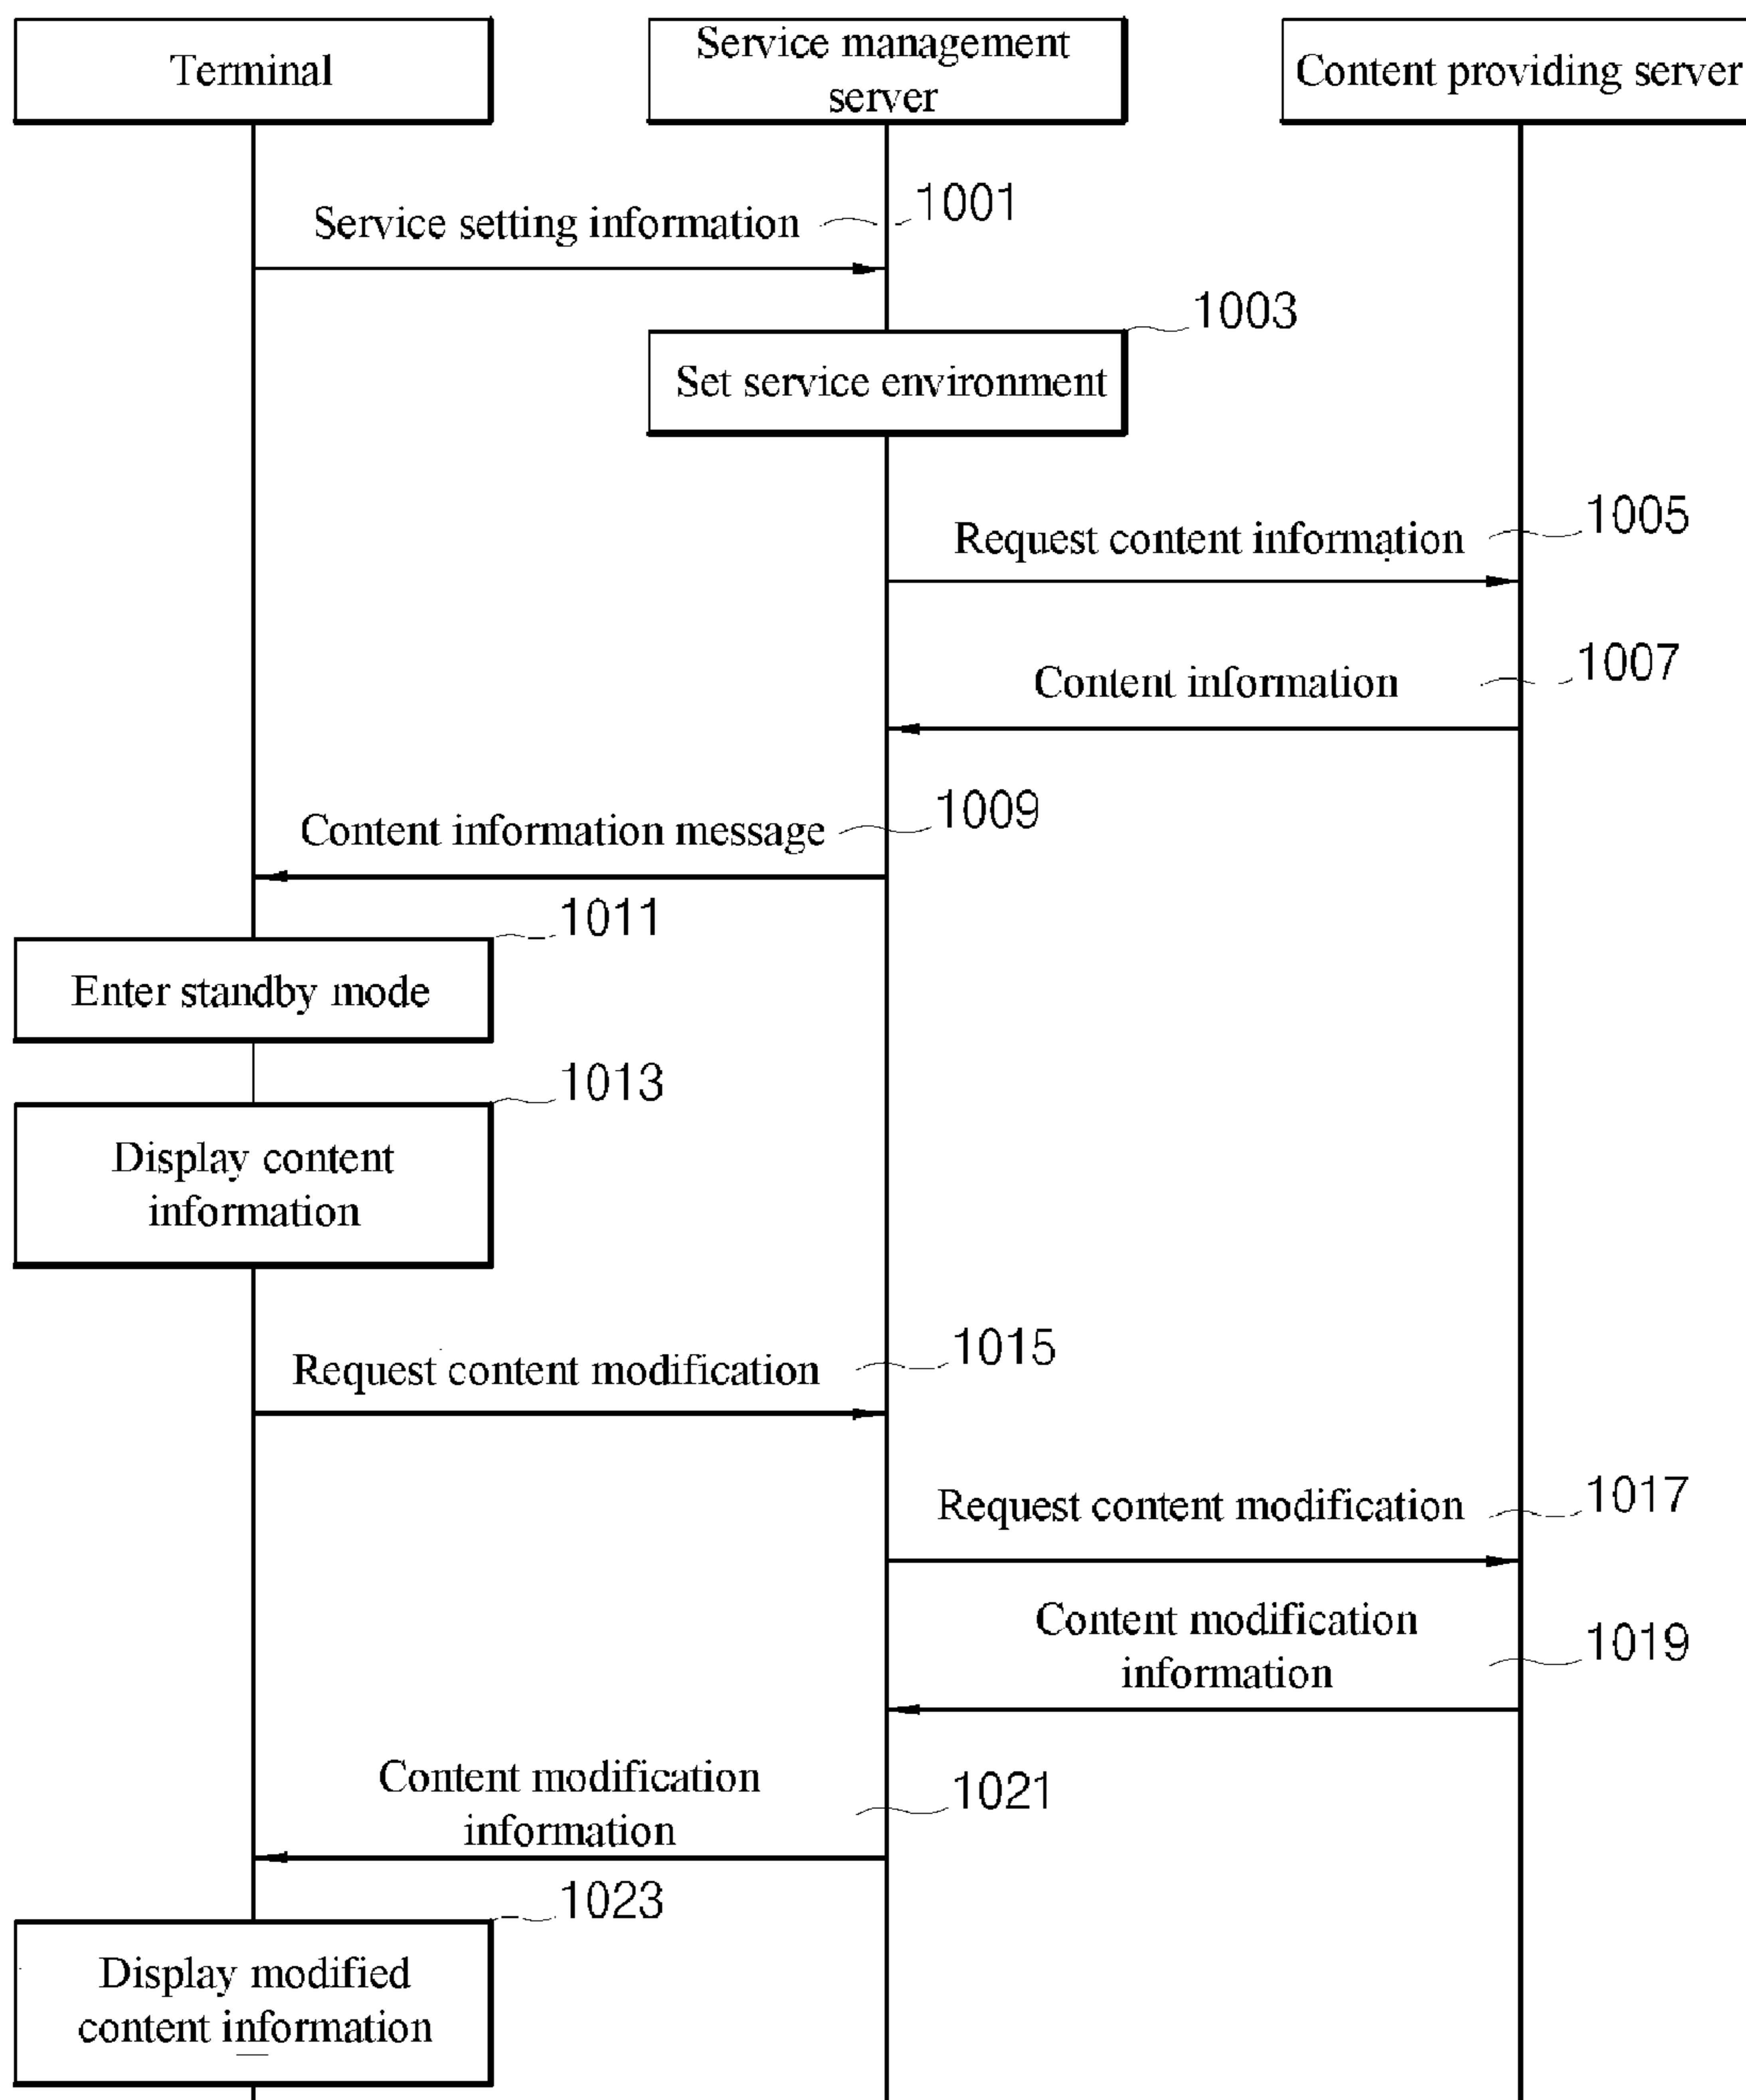 Terminal
Service management
server
Content providing server
Service setting information
1001
1003
Set service environment
Request content information
1005
Content information
1007
Content information message
1009
1011
Enter standby mode
1013
Display content
information
Request content modification
1015
Request content modification
1017
Content modification
information
1019
Content modification
information
1021
1023
Display modified
content information